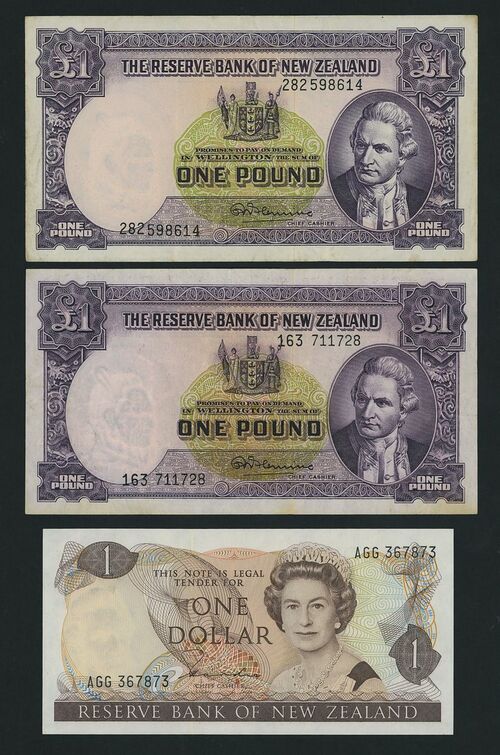 £1
THE RESERVE BANK OF NEW ZEALAND
£1
282598614
PROMISES TO PAY ON DEMAND
IN WELLINGTON THE SUM OF
ONE POUND
282598614
CHIEF CASHIER.
ONE POUND
ONE POUND
£1
THE RESERVE BANK OF NEW ZEALAND
£1
163 711728
PROMISES TO PAY ON DEMAND
IN WELLINGTON THE SUM OF
ONE POUND
163 711728
CHIEF CASHIER.
ONE POUND
ONE POUND
1
AGG 367873
THIS NOTE IS LEGAL
TENDER FOR
ONE
DOLLAR
1
AGG 367873
CHIEF CASHIER
RESERVE BANK OF NEW ZEALAND